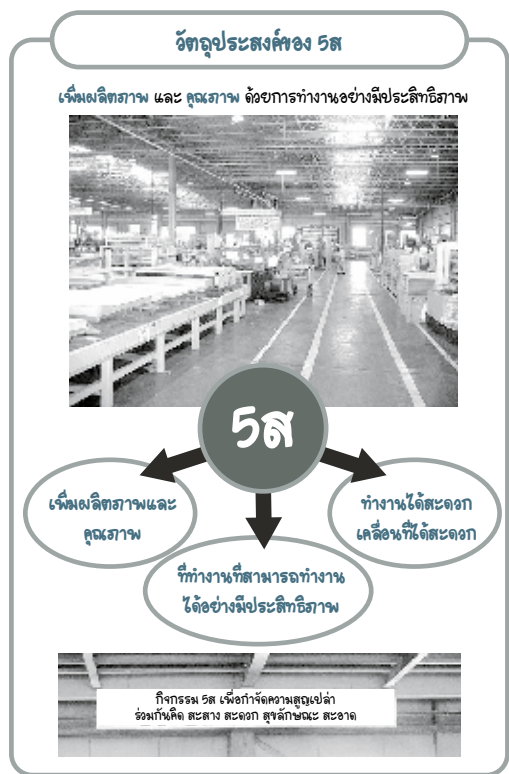 วัตถุประสงค์ของ 5ส
เพิ่มผลิตภาพ และ คุณภาพ ด้วยการทำงานอย่างมีประสิทธิภาพ
5ส
เพิ่มผลิตภาพและ
คุณภาพ
ทำงานได้สะดวก
เคลื่อนที่ได้สะดวก
ที่ทำงานที่สามารถทำงาน
ได้อย่างมีประสิทธิภาพ
กิจกรรม 5ส เพื่อกำจัดความสูญเปล่า
ร่วมกันคิด สะสาง สะดวก สุขลักษณะ สะอาด